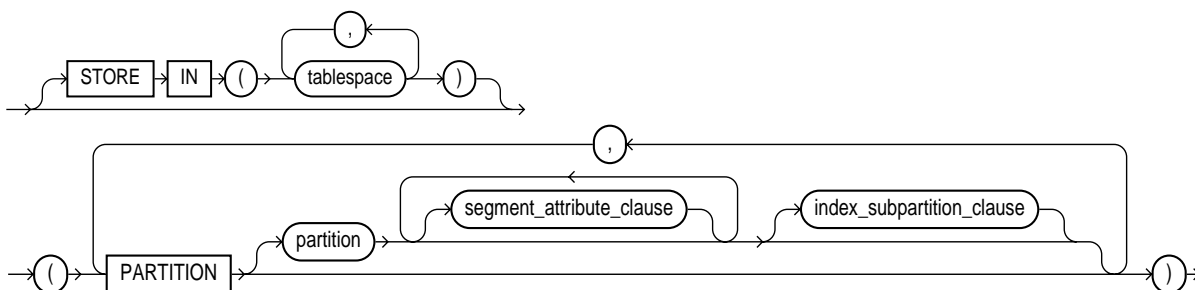 ,
STORE IN ( tablespace )
,
segment_attribute_clause index_subpartition_clause
partition
( PARTITION )